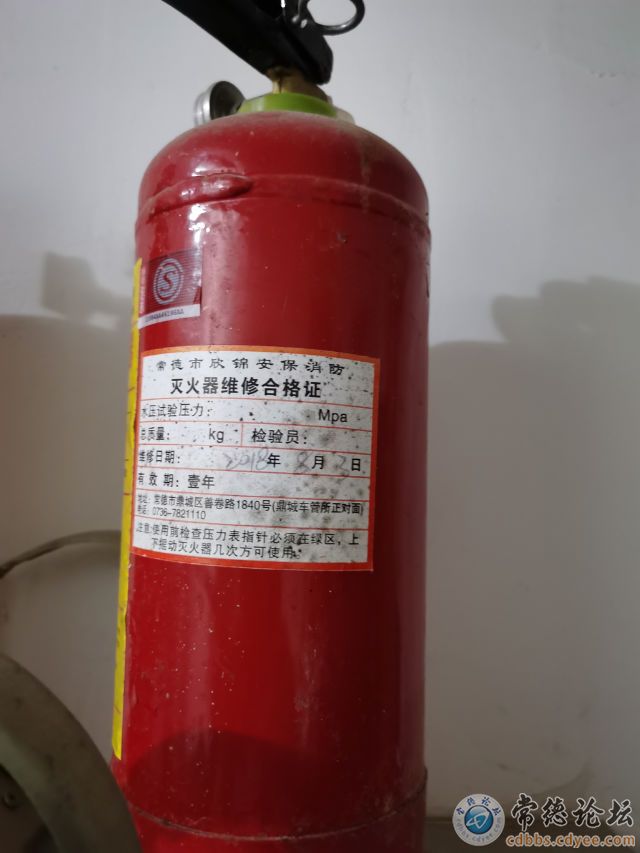 常德市欣锦安保消防
灭火器维修合格证
水压试验压力: Mpa
总质量: kg 检验员:
维修日期: 2018年8月3日
有效期:壹年
地址:常德市鼎城区善卷路1840号(鼎城车管所正对面)
电话:0736-7821110
注意:使用前检查压力表指针必须在绿区,上
下摇动灭火器几次方可使用。
常德论坛
cdbbs.cdyee.com